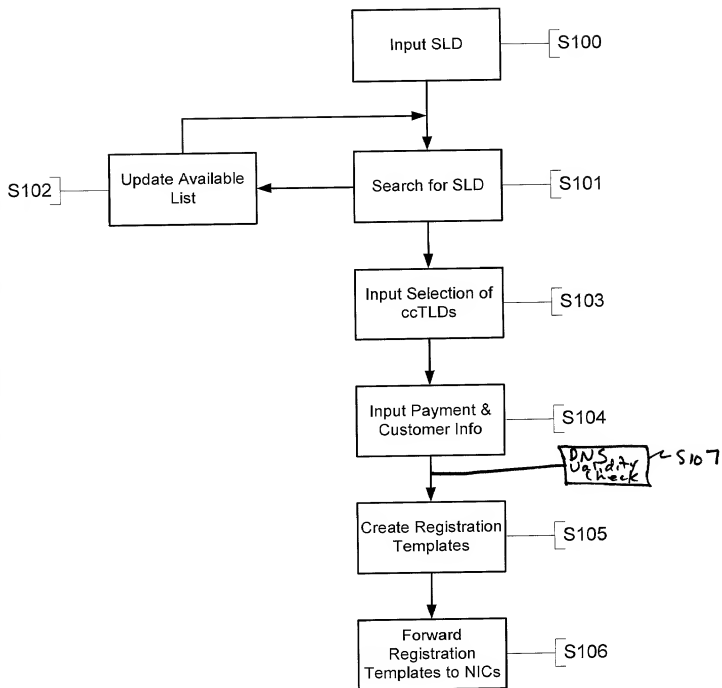 Input SLD
S100
Update Available
List
S102
Search for SLD
S101
Input Selection of
ccTLDs
S103
Input Payment &
Customer Info
S104
DNS
Validity
Check
S107
Create Registration
Templates
S105
Forward
Registration
Templates to NICs
S106